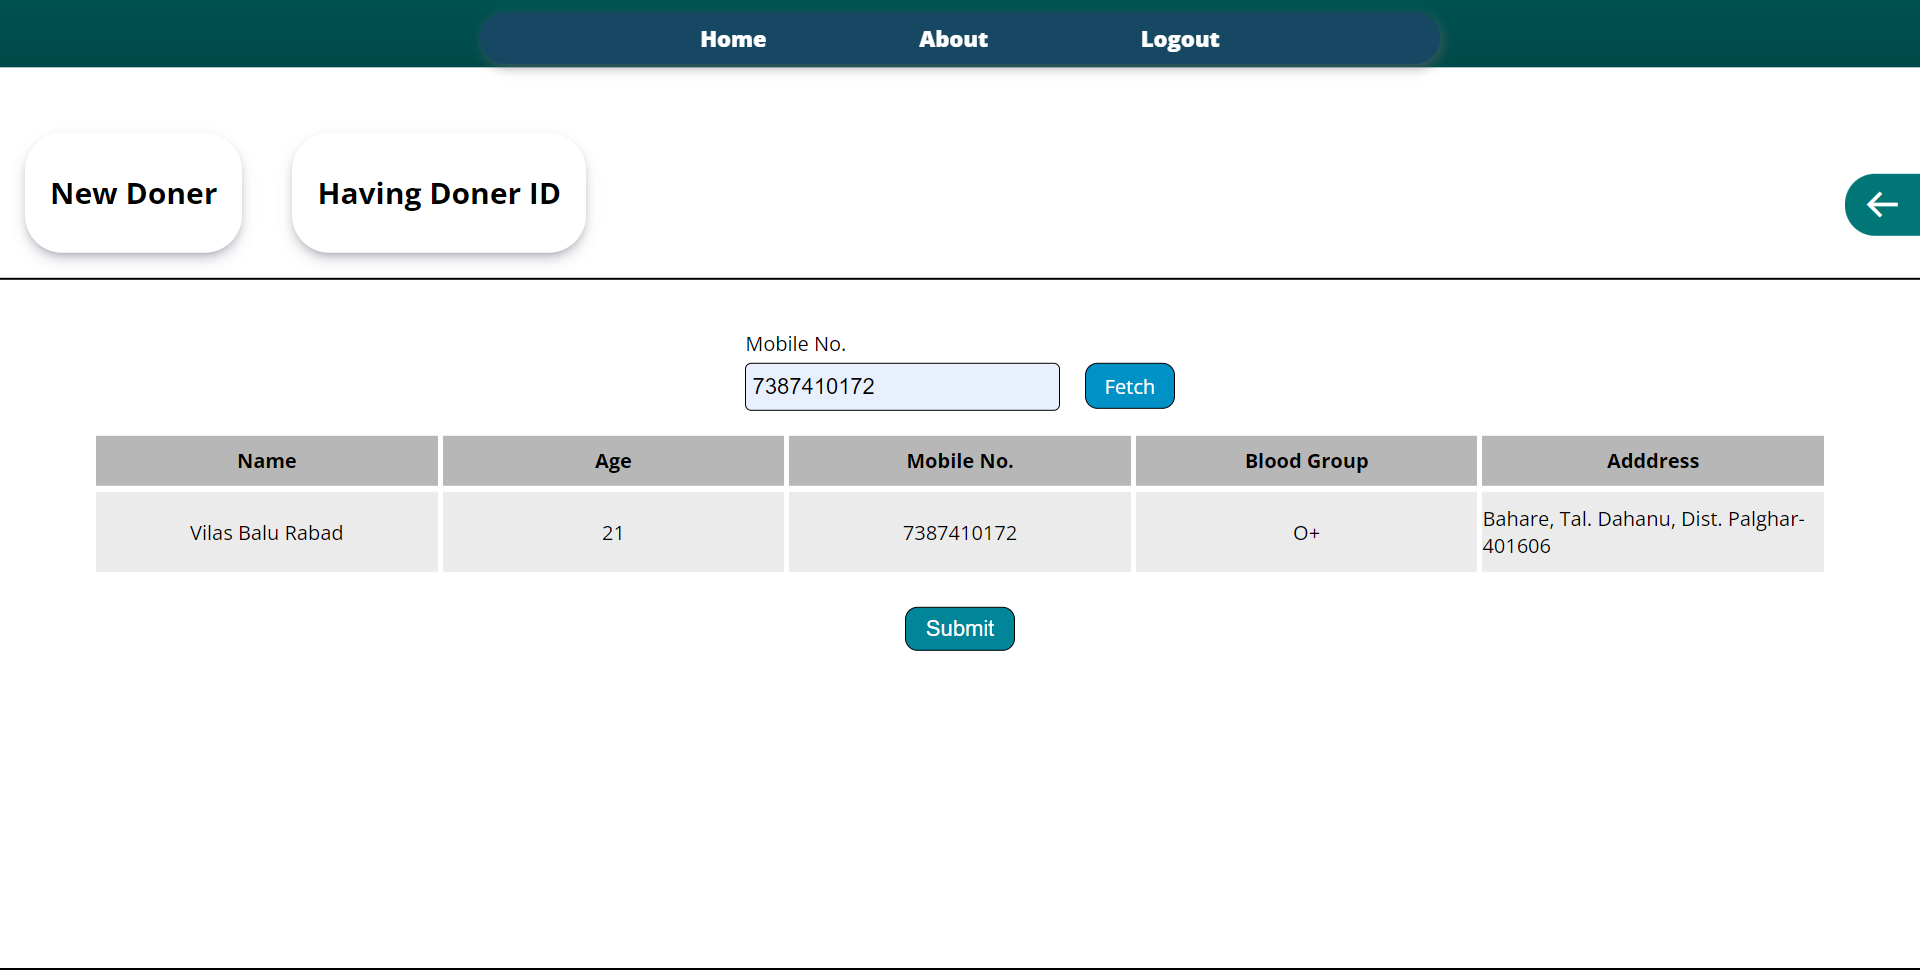 Home About Logout
New Doner Having Doner ID
Mobile No.
7387410172 Fetch
Name Age Mobile No. Blood Group Adddress
Vilas Balu Rabad 21 7387410172 O+ Bahare, Tal. Dahanu, Dist. Palghar-
401606
Submit